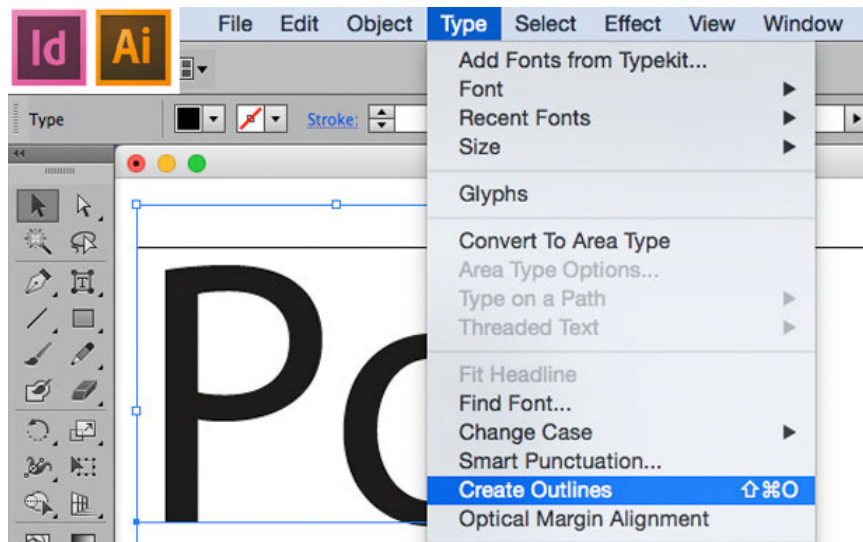 Id Ai File Edit Object Type Select Effect View Window
Type Stroke:
Add Fonts from Typekit...
Font
Recent Fonts
Size
Glyphs
Convert To Area Type
Area Type Options...
Type on a Path
Threaded Text
Fit Headline
Find Font...
Change Case
Smart Punctuation...
Create Outlines ⇧⌘O
Optical Margin Alignment
Po